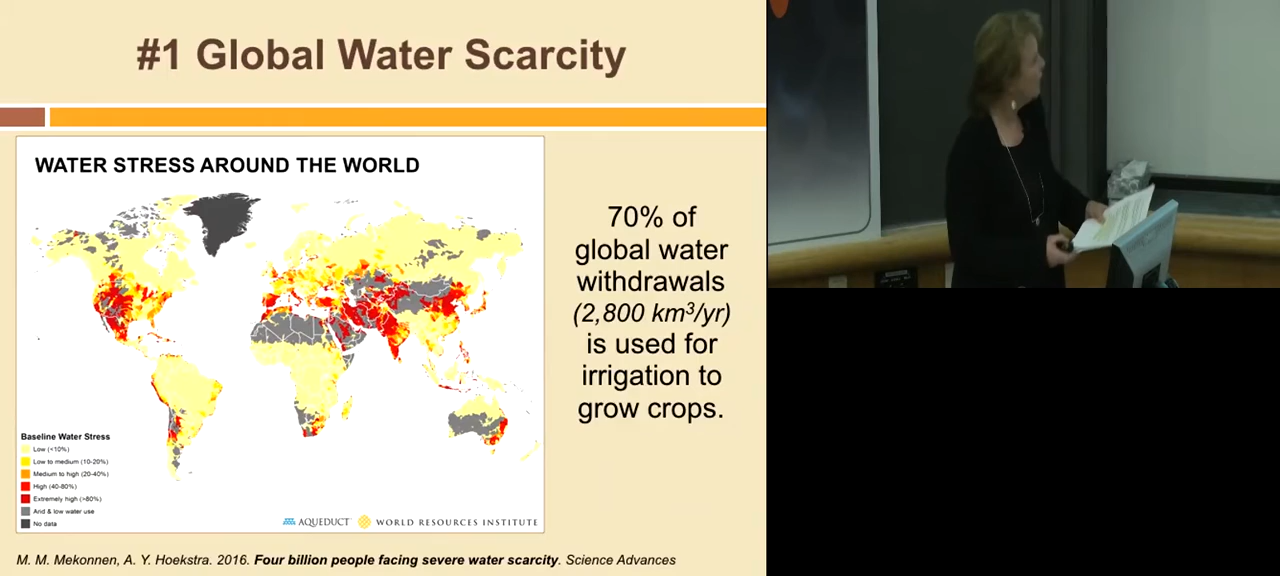 #1 Global Water Scarcity
WATER STRESS AROUND THE WORLD
Baseline Water Stress
Low (<10%)
Low to medium (10-20%)
Medium to high (20-40%)
High (40-80%)
Extremely high (>80%)
Arid & low water use
No data
AQUEDUCT
WORLD RESOURCES INSTITUTE
70% of
global water
withdrawals
(2,800 km³/yr)
is used for
irrigation to
grow crops.
M. M. Mekonnen, A. Y. Hoekstra. 2016. Four billion people facing severe water scarcity. Science Advances